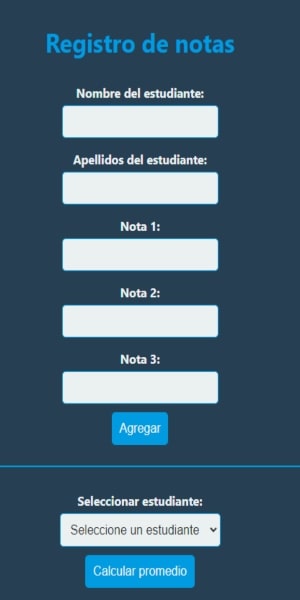 Registro de notas
Nombre del estudiante:
Apellidos del estudiante:
Nota 1:
Nota 2:
Nota 3:
Agregar
Seleccionar estudiante:
Seleccione un estudiante
Calcular promedio